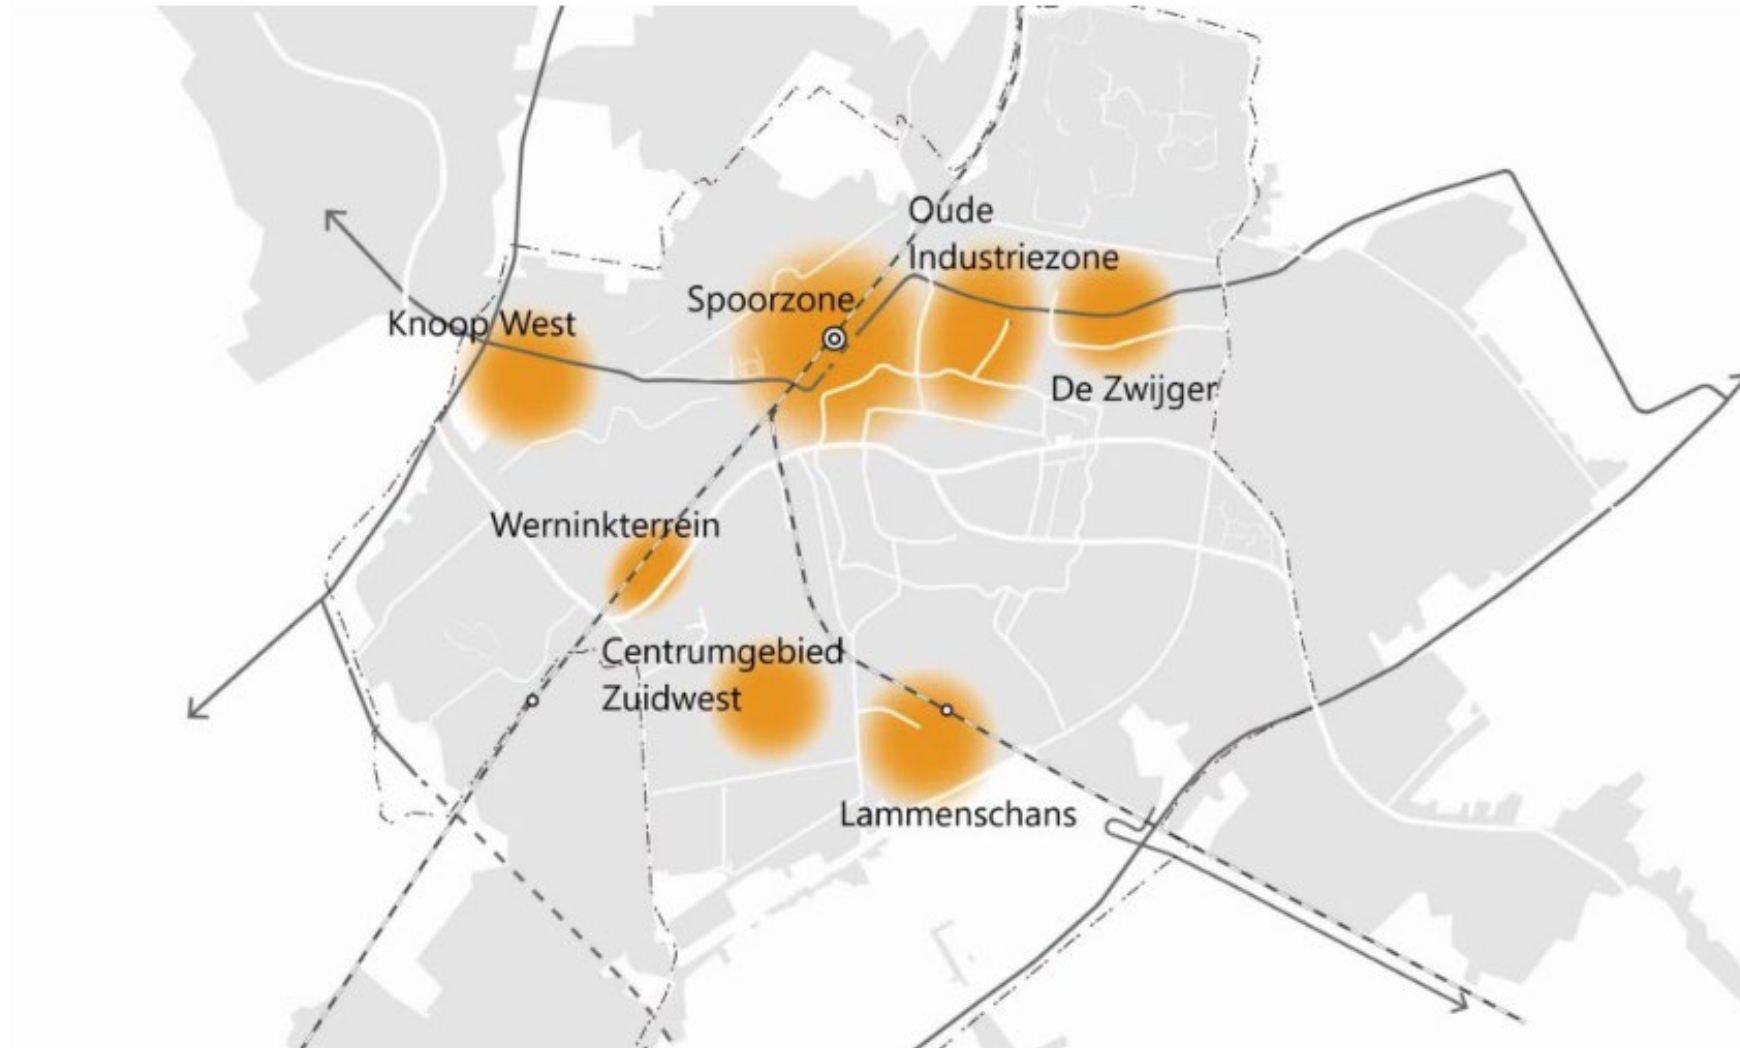 Oude
Industriezone
Spoorzone
Knoop West
De Zwijger
Werninkterrein
Centrumgebied
Zuidwest
Lammenschans